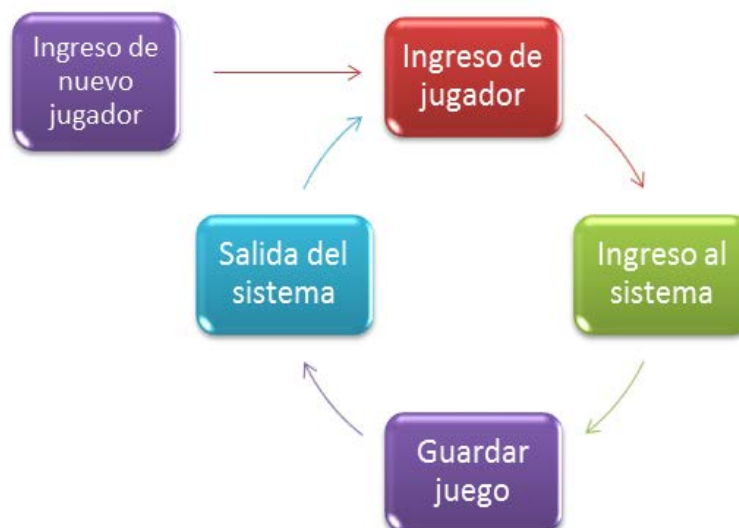 Ingreso de
nuevo
jugador
Ingreso de
jugador
Ingreso al
sistema
Guardar
juego
Salida del
sistema